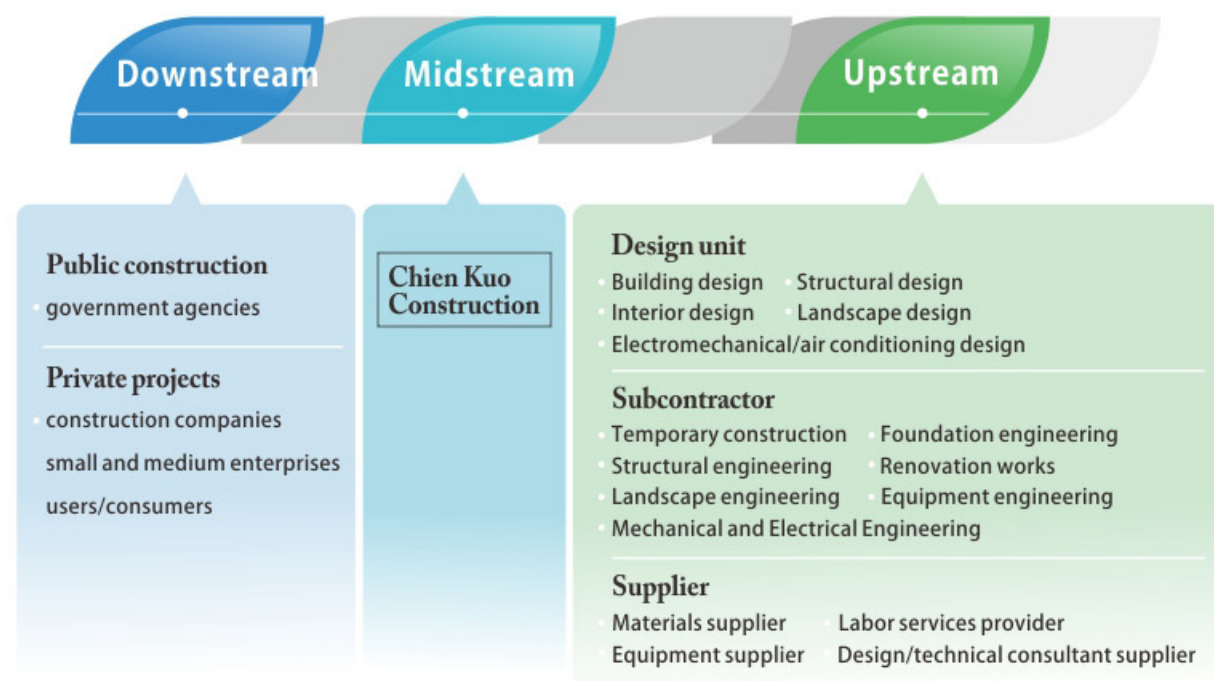 Downstream
Midstream
Upstream
Public construction
government agencies
Private projects
construction companies
small and medium enterprises
users/consumers
Chien Kuo
Construction
Design unit
Building design Structural design
Interior design Landscape design
Electromechanical/air conditioning design
Subcontractor
Temporary construction Foundation engineering
Structural engineering Renovation works
Landscape engineering Equipment engineering
Mechanical and Electrical Engineering
Supplier
Materials supplier Labor services provider
Equipment supplier Design/technical consultant supplier